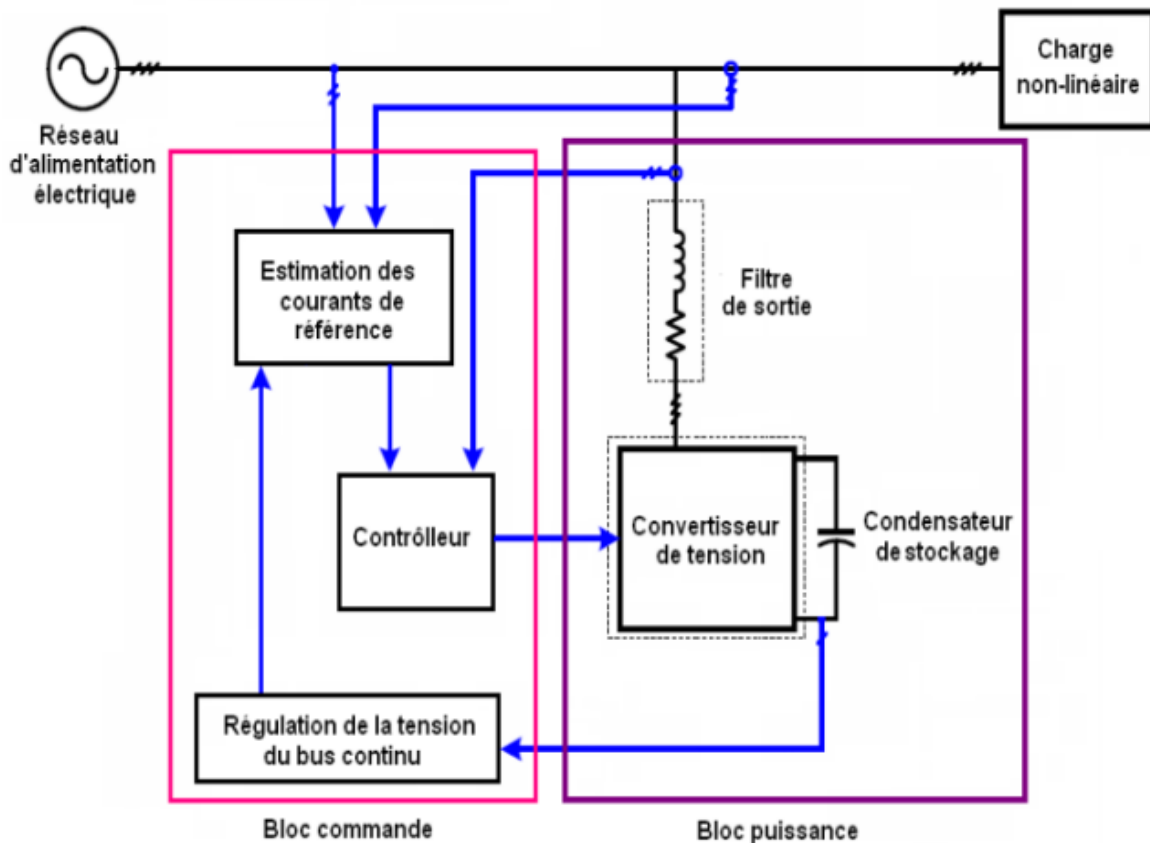 Charge
non-linéaire
Réseau
d'alimentation
électrique
Estimation des
courants de
référence
Filtre
de sortie
Contrôlleur
Convertisseur
de tension
Condensateur
de stockage
Régulation de la tension
du bus continu
Bloc commande
Bloc puissance